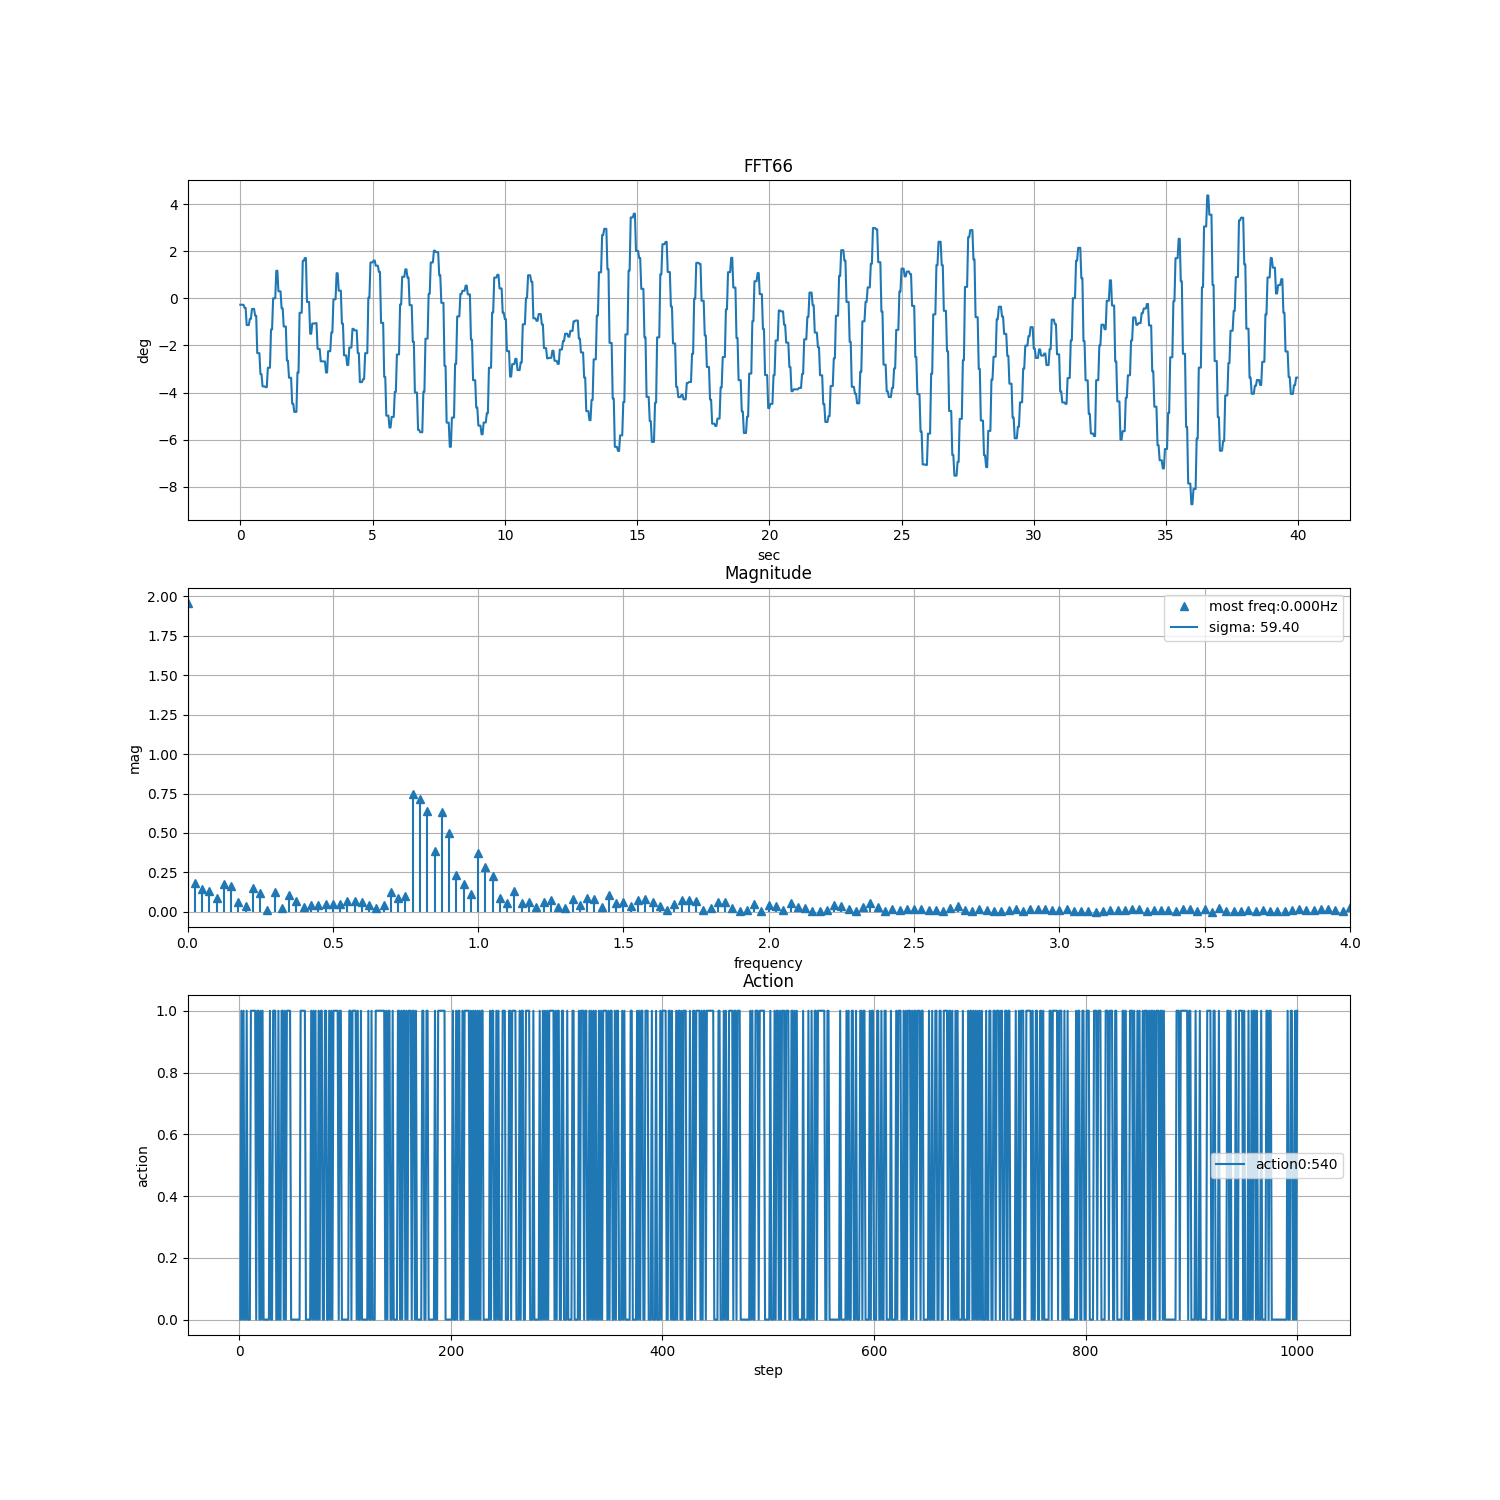 FFT66
4
2
0
−2
−4
−6
−8
deg
0 5 10 15 20 25 30 35 40
sec
Magnitude
2.00
1.75
1.50
1.25
1.00
0.75
0.50
0.25
0.00
mag
most freq:0.000Hz
sigma: 59.40
0.0 0.5 1.0 1.5 2.0 2.5 3.0 3.5 4.0
frequency
Action
1.0
0.8
0.6
0.4
0.2
0.0
action
action0:540
0 200 400 600 800 1000
step